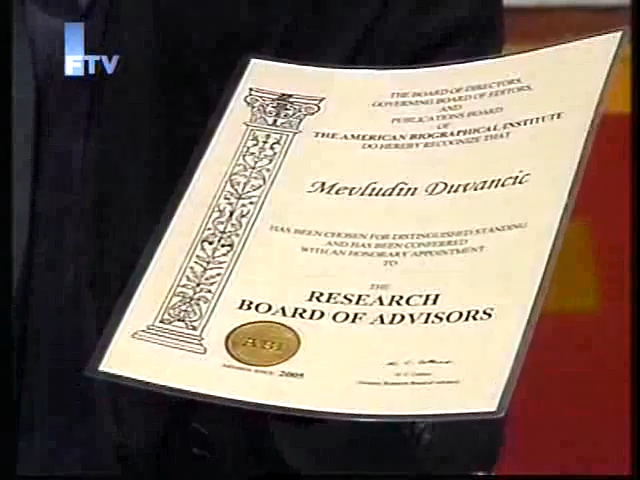 FTV
THE BOARD OF DIRECTORS,
GOVERNING BOARD OF EDITORS,
AND
PUBLICATIONS BOARD
OF
THE AMERICAN BIOGRAPHICAL INSTITUTE
DO HEREBY RECOGNIZE THAT
Mevludin Duvancic
HAS BEEN CHOSEN FOR DISTINGUISHED STANDING
AND HAS BEEN CONFERRED
WITH AN HONORARY APPOINTMENT
TO
THE
RESEARCH
BOARD OF ADVISORS
ABI
2005